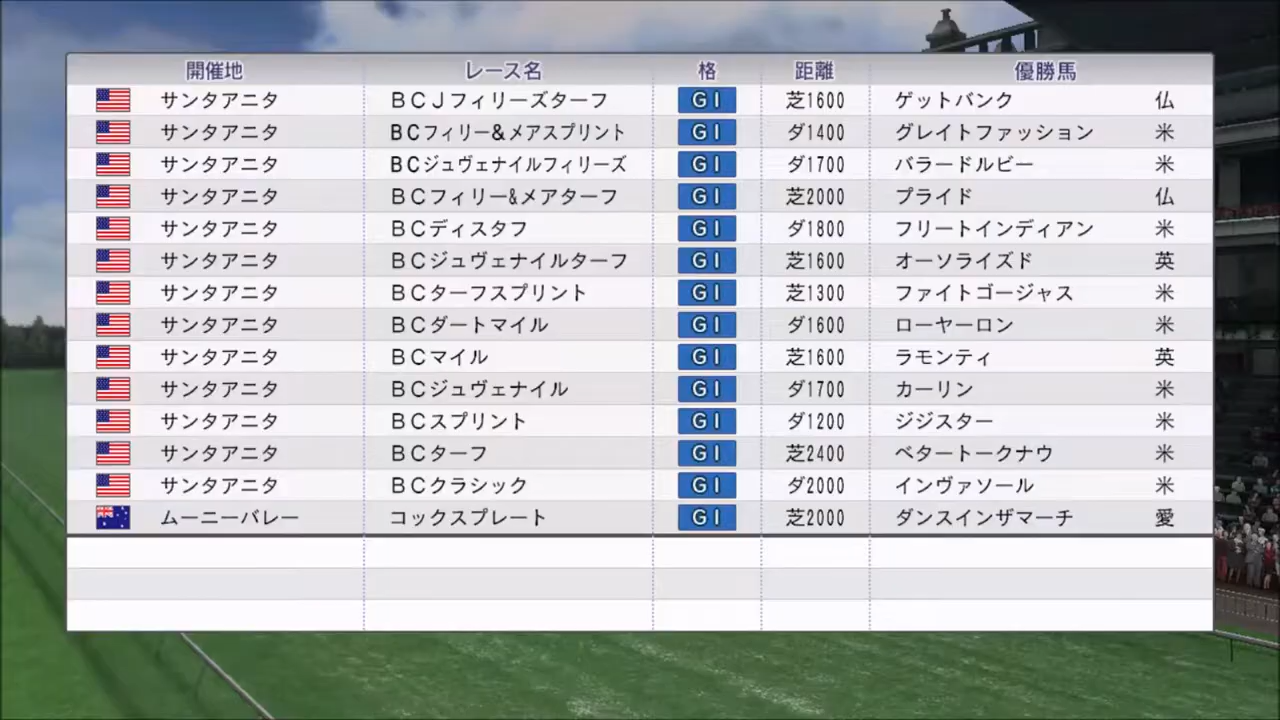 開催地 レース名 格 距離 優勝馬
サンタアニタ BCJフィリーズターフ GI 芝1600 ゲットバンク 仏
サンタアニタ BCフィリー&メアスプリント GI ダ1400 グレイトファッション 米
サンタアニタ BCジュヴェナイルフィリーズ GI ダ1700 バラードルビー 米
サンタアニタ BCフィリー&メアターフ GI 芝2000 プライド 仏
サンタアニタ BCディスタフ GI ダ1800 フリートインディアン 米
サンタアニタ BCジュヴェナイルターフ GI 芝1600 オーソライズド 英
サンタアニタ BCターフスプリント GI 芝1300 ファイトゴージャス 米
サンタアニタ BCダートマイル GI ダ1600 ローヤーロン 米
サンタアニタ BCマイル GI 芝1600 ラモンティ 英
サンタアニタ BCジュヴェナイル GI ダ1700 カーリン 米
サンタアニタ BCスプリント GI ダ1200 ジジスター 米
サンタアニタ BCターフ GI 芝2400 ベタートークナウ 米
サンタアニタ BCクラシック GI ダ2000 インヴァソール 米
ムーニーバレー コックスプレート GI 芝2000 ダンスインザマーチ 愛